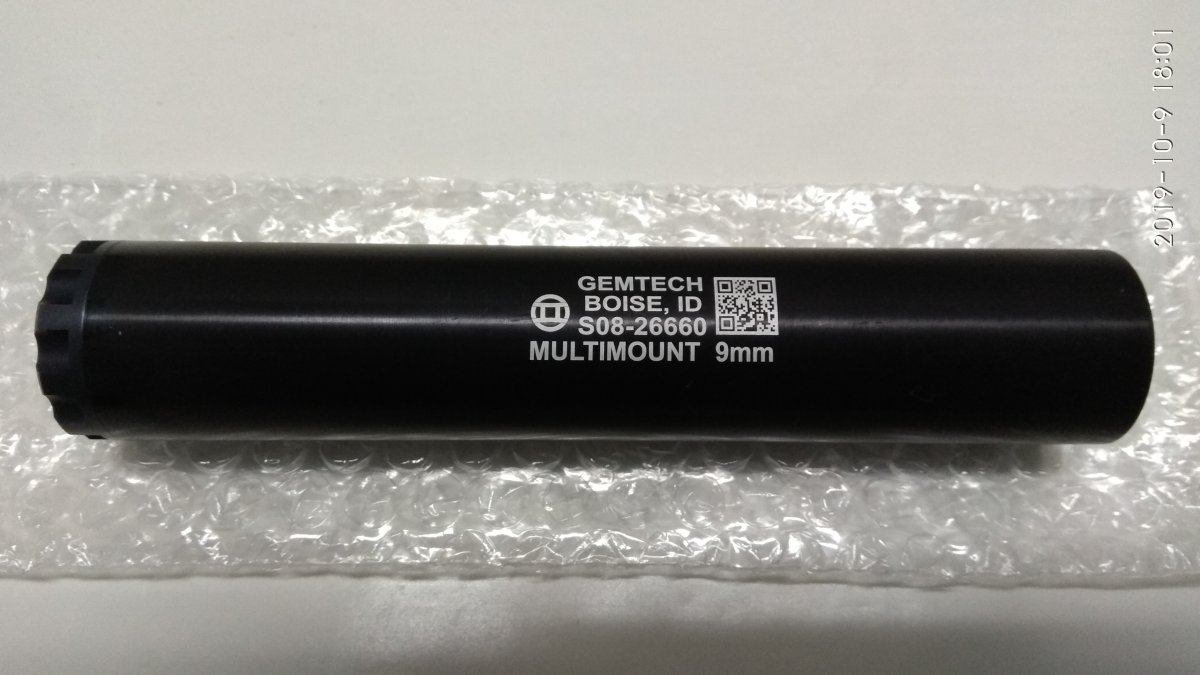 GEMTECH
BOISE, ID
S08-26660
MULTIMOUNT 9mm
2019-10-9 18:01